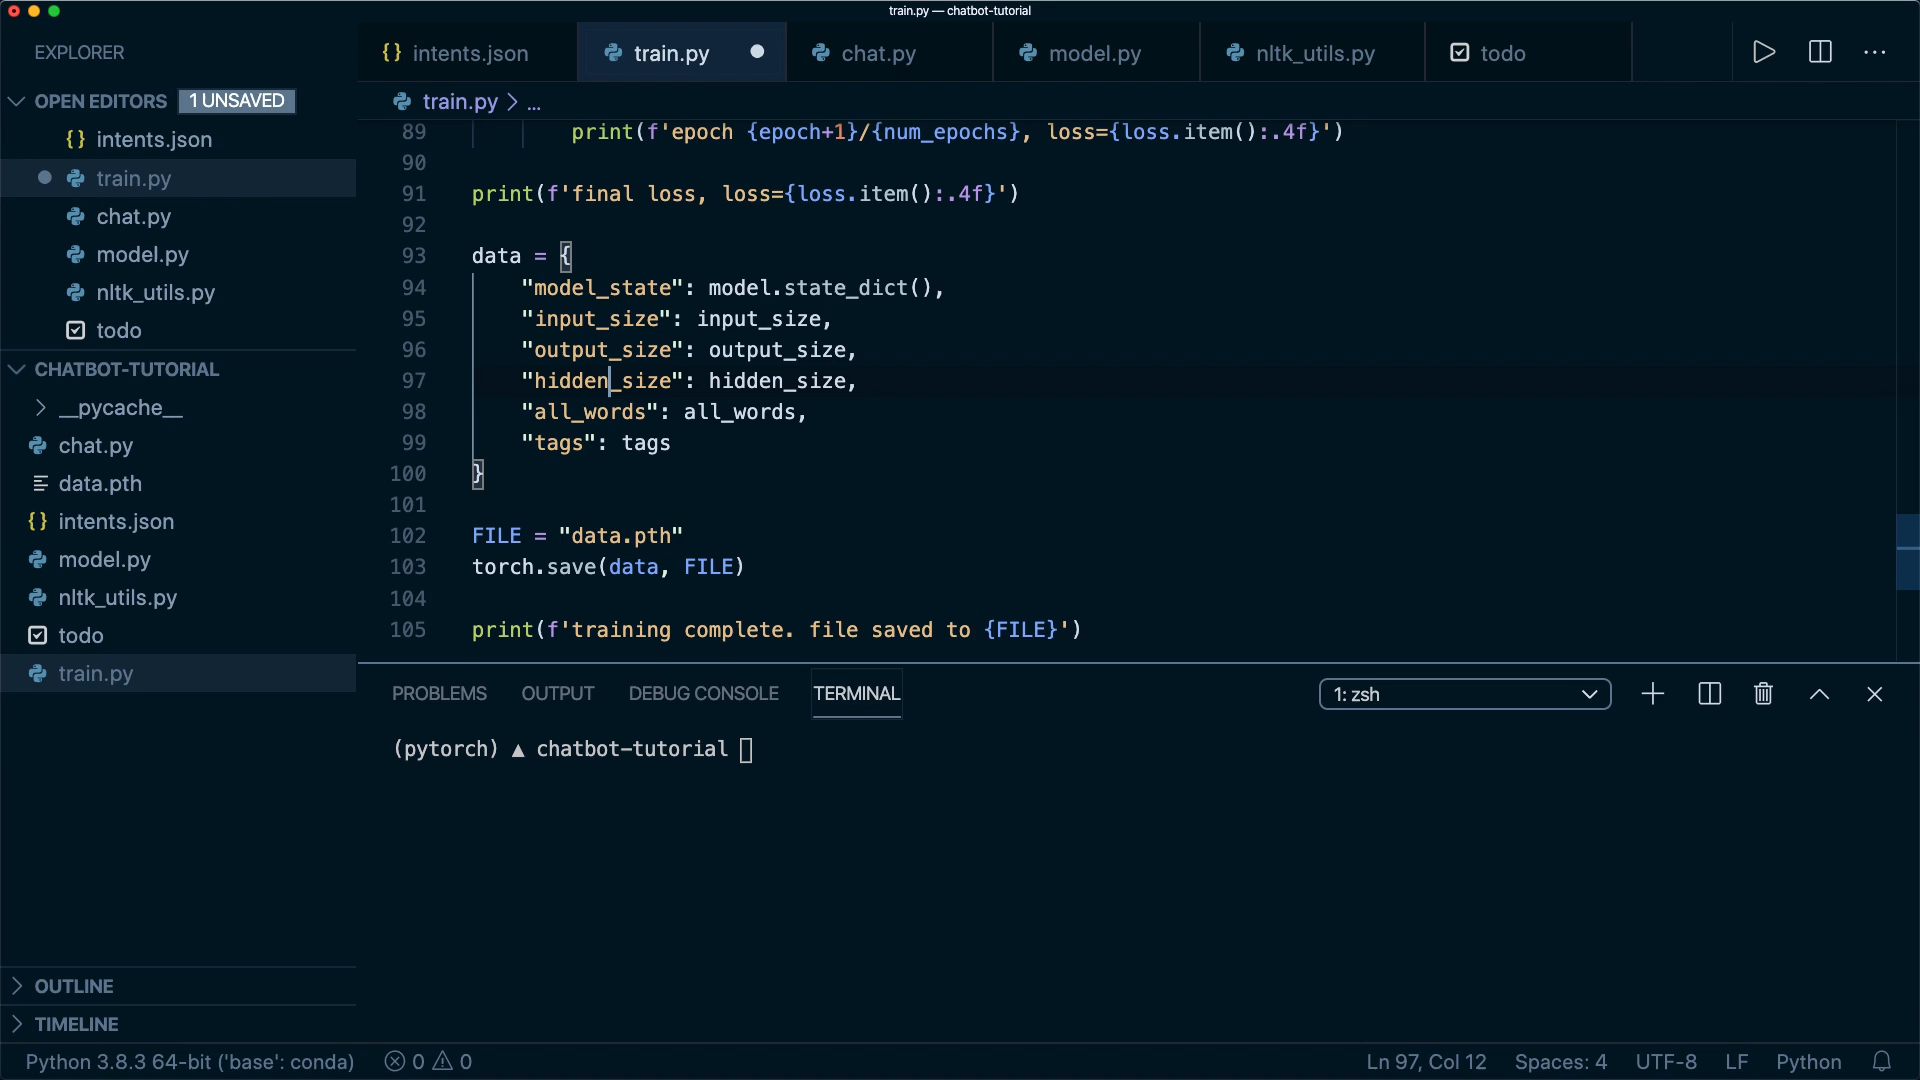 train.py — chatbot-tutorial
EXPLORER
OPEN EDITORS 1 UNSAVED
{} intents.json
train.py
chat.py
model.py
nltk_utils.py
todo
CHATBOT-TUTORIAL
__pycache__
chat.py
data.pth
{} intents.json
model.py
nltk_utils.py
todo
train.py
OUTLINE
TIMELINE
{} intents.json train.py chat.py model.py nltk_utils.py todo
train.py > ...
89 print(f'epoch {epoch+1}/{num_epochs}, loss={loss.item():.4f}')
90
91 print(f'final loss, loss={loss.item():.4f}')
92
93 data = {
94 "model_state": model.state_dict(),
95 "input_size": input_size,
96 "output_size": output_size,
97 "hidden_size": hidden_size,
98 "all_words": all_words,
99 "tags": tags
100 }
101
102 FILE = "data.pth"
103 torch.save(data, FILE)
104
105 print(f'training complete. file saved to {FILE}')
PROBLEMS OUTPUT DEBUG CONSOLE TERMINAL 1: zsh
(pytorch) ▲ chatbot-tutorial
Python 3.8.3 64-bit ('base': conda) 0 0 Ln 97, Col 12 Spaces: 4 UTF-8 LF Python